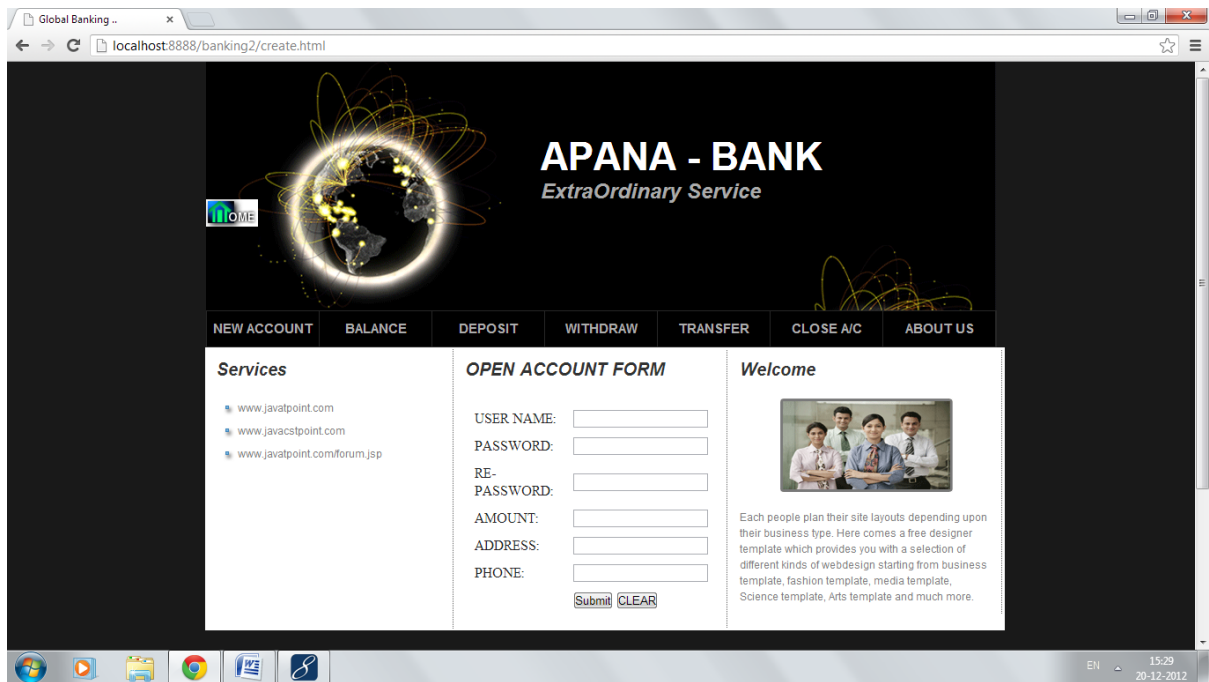 Global Banking ..
localhost:8888/banking2/create.html
APANA - BANK
ExtraOrdinary Service
HOME
NEW ACCOUNT BALANCE DEPOSIT WITHDRAW TRANSFER CLOSE A/C ABOUT US
Services
www.javatpoint.com
www.javacstpoint.com
www.javatpoint.com/forum.jsp
OPEN ACCOUNT FORM
USER NAME:
PASSWORD:
RE-
PASSWORD:
AMOUNT:
ADDRESS:
PHONE:
Submit CLEAR
Welcome
Each people plan their site layouts depending upon
their business type. Here comes a free designer
template which provides you with a selection of
different kinds of webdesign starting from business
template, fashion template, media template,
Science template, Arts template and much more.
EN 15:29
20-12-2012